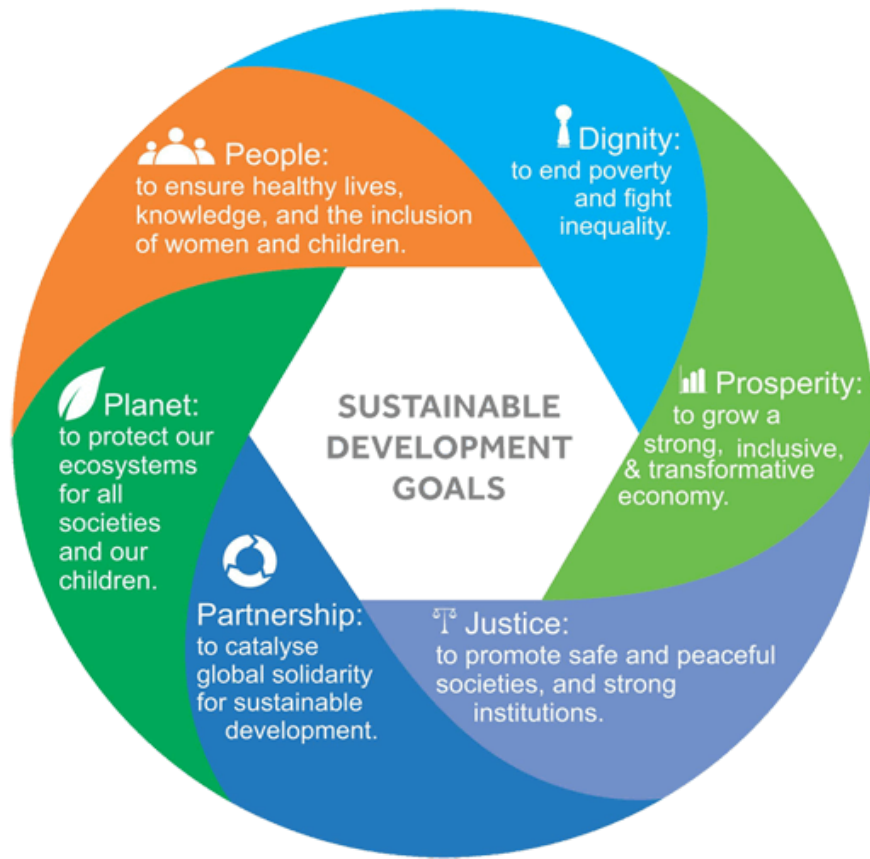 SUSTAINABLE
DEVELOPMENT
GOALS
Dignity:
to end poverty
and fight
inequality.
Prosperity:
to grow a
strong, inclusive,
& transformative
economy.
Justice:
to promote safe and peaceful
societies, and strong
institutions.
Partnership:
to catalyse
global solidarity
for sustainable
development.
Planet:
to protect our
ecosystems
for all
societies
and our
children.
People:
to ensure healthy lives,
knowledge, and the inclusion
of women and children.